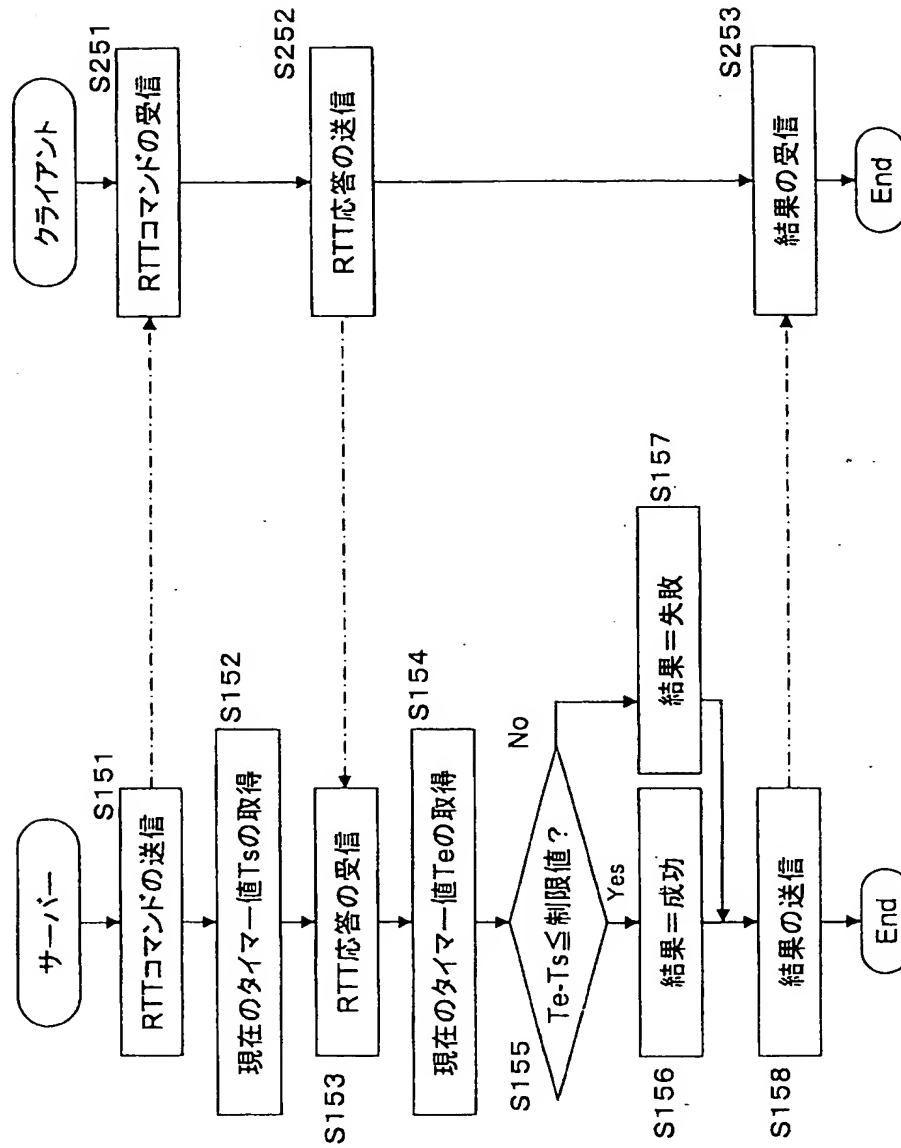 サーバー
S151
RTTコマンドの送信
S152
現在のタイマー値Tsの取得
S153
RTT応答の受信
S154
現在のタイマー値Teの取得
S155
Te-Ts≦制限値?
Yes
No
S156
結果=成功
S157
結果=失敗
S158
結果の送信
End
クライアント
S251
RTTコマンドの受信
S252
RTT応答の送信
S253
結果の受信
End